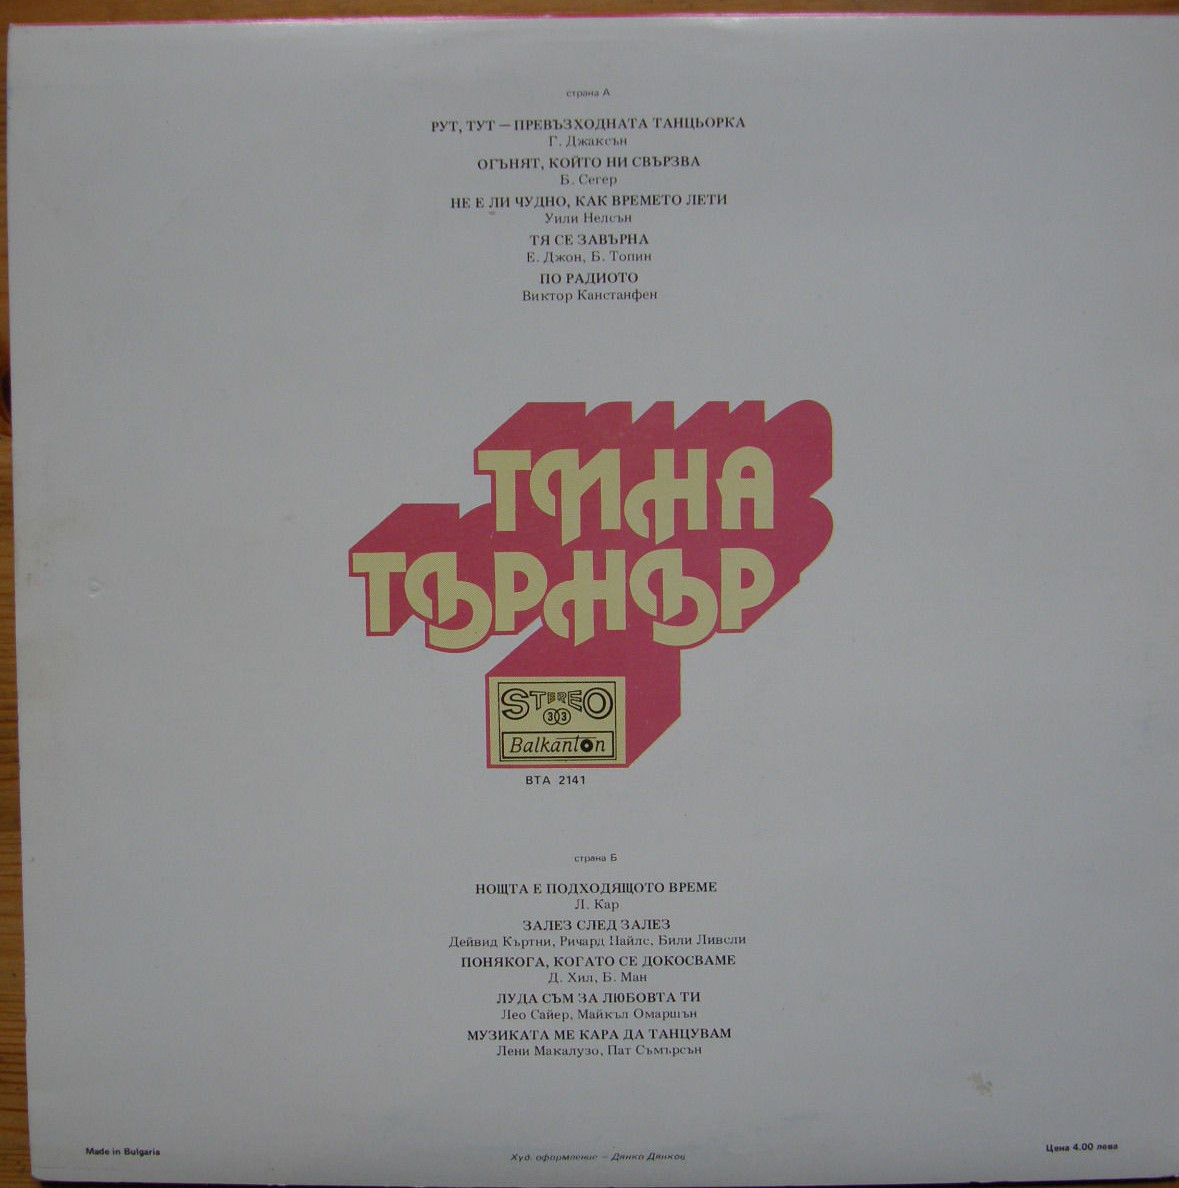 страна А
РУТ, ТУТ — ПРЕВЪЗХОДНАТА ТАНЦЬОРКА
Г. Джаксън
ОГЪНЯТ, КОЙТО НИ СВЪРЗВА
Б. Сегер
НЕ Е ЛИ ЧУДНО, КАК ВРЕМЕТО ЛЕТИ
Уили Нелсън
ТЯ СЕ ЗАВЪРНА
Е. Джон, Б. Топин
ПО РАДИОТО
Виктор Канстанфен
ТИНА
ТЪРНЪР
STEREO
33
Balkanton
ВТА 2141
страна Б
НОЩТА Е ПОДХОДЯЩОТО ВРЕМЕ
Л. Кар
ЗАЛЕЗ СЛЕД ЗАЛЕЗ
Дейвид Къртни, Ричард Найлс, Били Ливсли
ПОНЯКОГА, КОГАТО СЕ ДОКОСВАМЕ
Д. Хил, Б. Ман
ЛУДА СЪМ ЗА ЛЮБОВТА ТИ
Лео Сайер, Майкъл Омаршън
МУЗИКАТА МЕ КАРА ДА ТАНЦУВАМ
Лени Макалузо, Пат Съмърсън
Made in Bulgaria
Худ. оформление — Дянко Дянков
Цена 4.00 лева